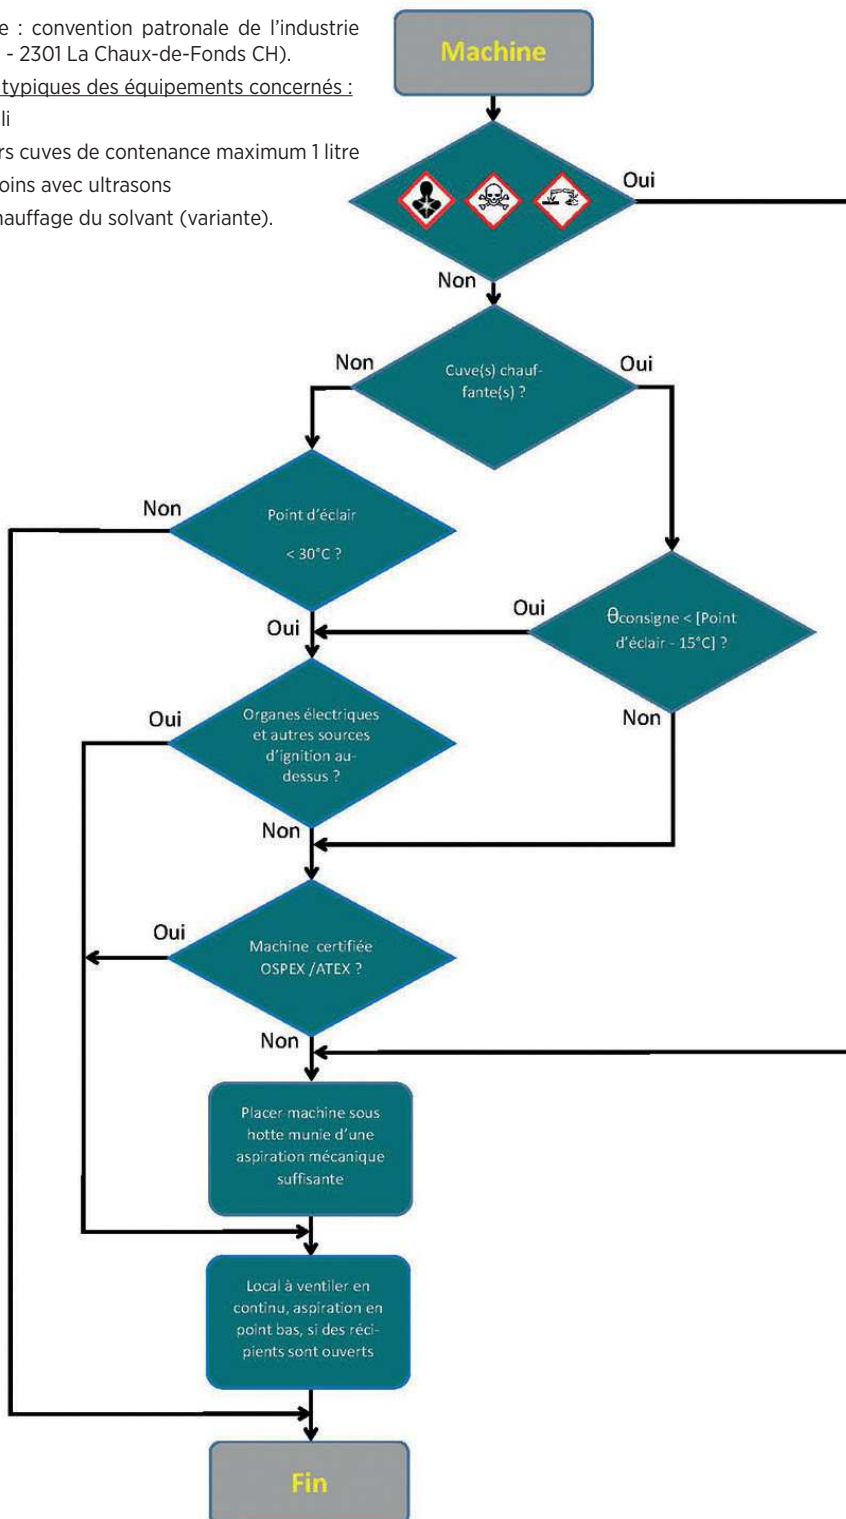 e : convention patronale de l’industrie
- 2301 La Chaux-de-Fonds CH).
typiques des équipements concernés :
li
rs cuves de contenance maximum 1 litre
oins avec ultrasons
hauffage du solvant (variante).
Machine
Oui
Non
Non
Cuve(s) chauf-
fante(s) ?
Oui
Non
Point d’éclair
< 30°C ?
Oui
Oui
θconsigne < [Point
d’éclair - 15°C] ?
Oui
Organes électriques
et autres sources
d’ignition au-
dessus ?
Non
Non
Oui
Machine certifiée
OSPEX /ATEX ?
Non
Placer machine sous
hotte munie d’une
aspiration mécanique
suffisante
Local à ventiler en
continu, aspiration en
point bas, si des réci-
pients sont ouverts
Fin